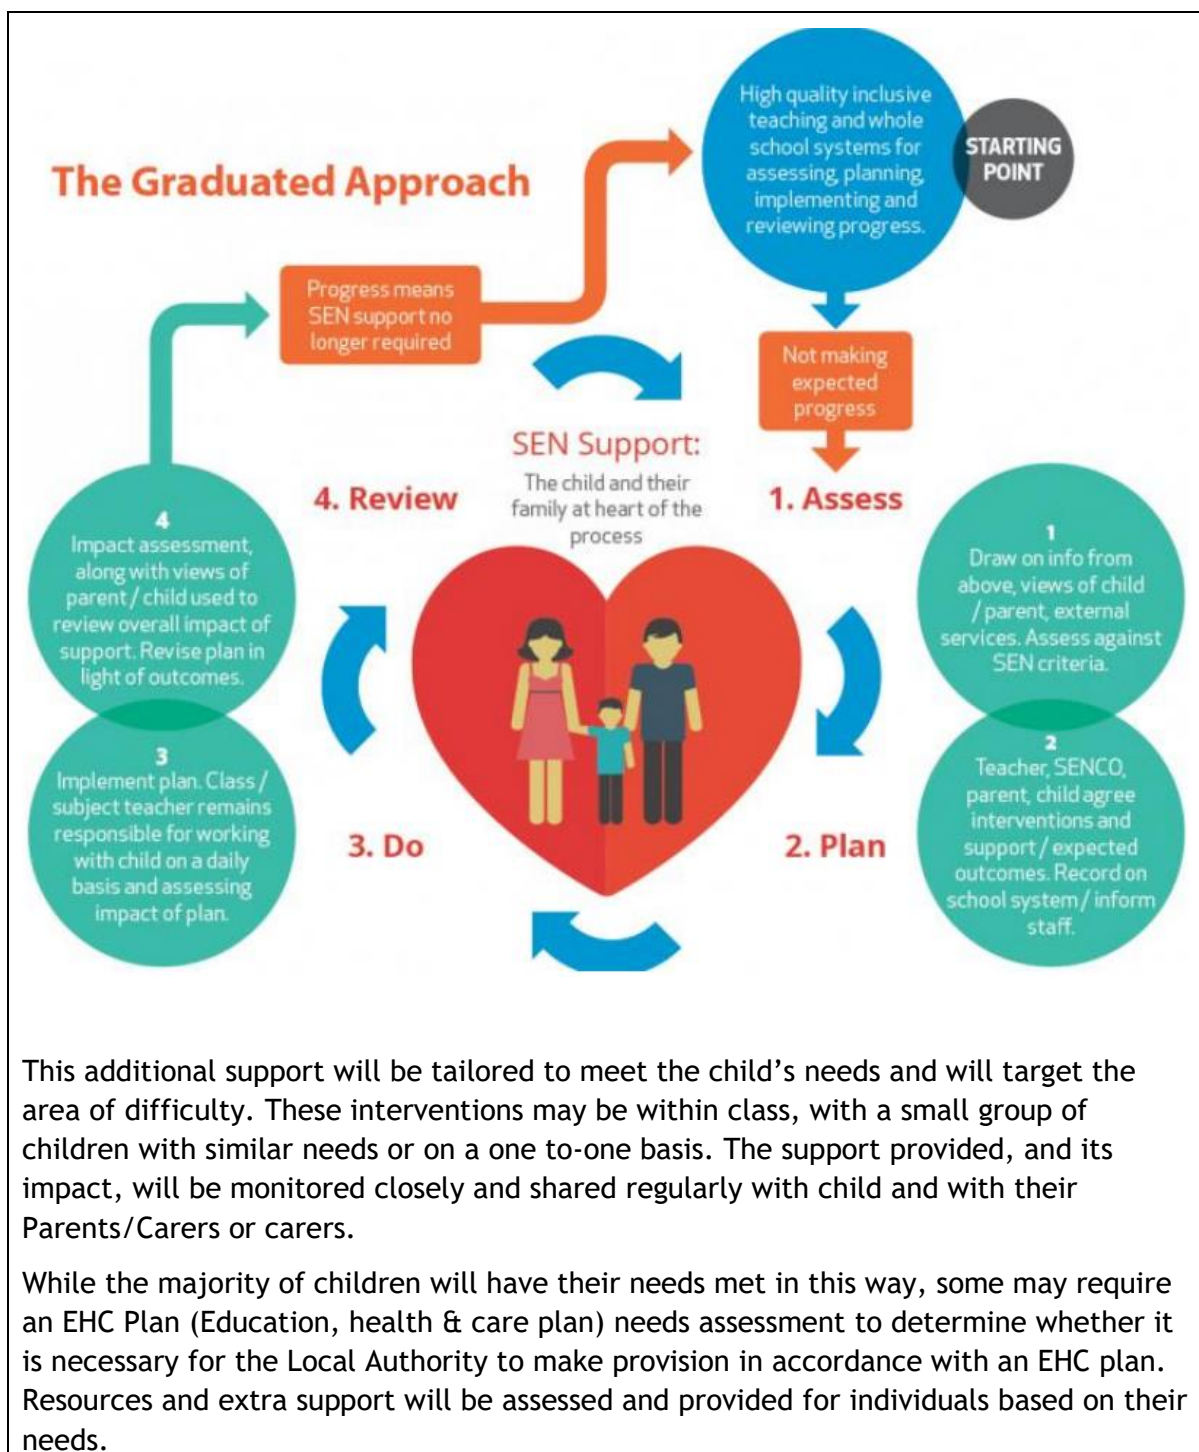 High quality inclusive
teaching and whole
school systems for
assessing, planning,
implementing and
reviewing progress.
STARTING
POINT
The Graduated Approach
Progress means
SEN support no
longer required
Not making
expected
progress
SEN Support:
The child and their
family at heart of the
process
4. Review
1. Assess
4
Impact assessment,
along with views of
parent / child used to
review overall impact of
support. Revise plan in
light of outcomes.
1
Draw on info from
above, views of child
/ parent, external
services. Assess against
SEN criteria.
3
Implement plan. Class /
subject teacher remains
responsible for working
with child on a daily
basis and assessing
impact of plan.
3. Do
2. Plan
2
Teacher, SENCO,
parent, child agree
interventions and
support / expected
outcomes. Record on
school system / inform
staff.
This additional support will be tailored to meet the child’s needs and will target the
area of difficulty. These interventions may be within class, with a small group of
children with similar needs or on a one to-one basis. The support provided, and its
impact, will be monitored closely and shared regularly with child and with their
Parents/Carers or carers.
While the majority of children will have their needs met in this way, some may require
an EHC Plan (Education, health & care plan) needs assessment to determine whether it
is necessary for the Local Authority to make provision in accordance with an EHC plan.
Resources and extra support will be assessed and provided for individuals based on their
needs.